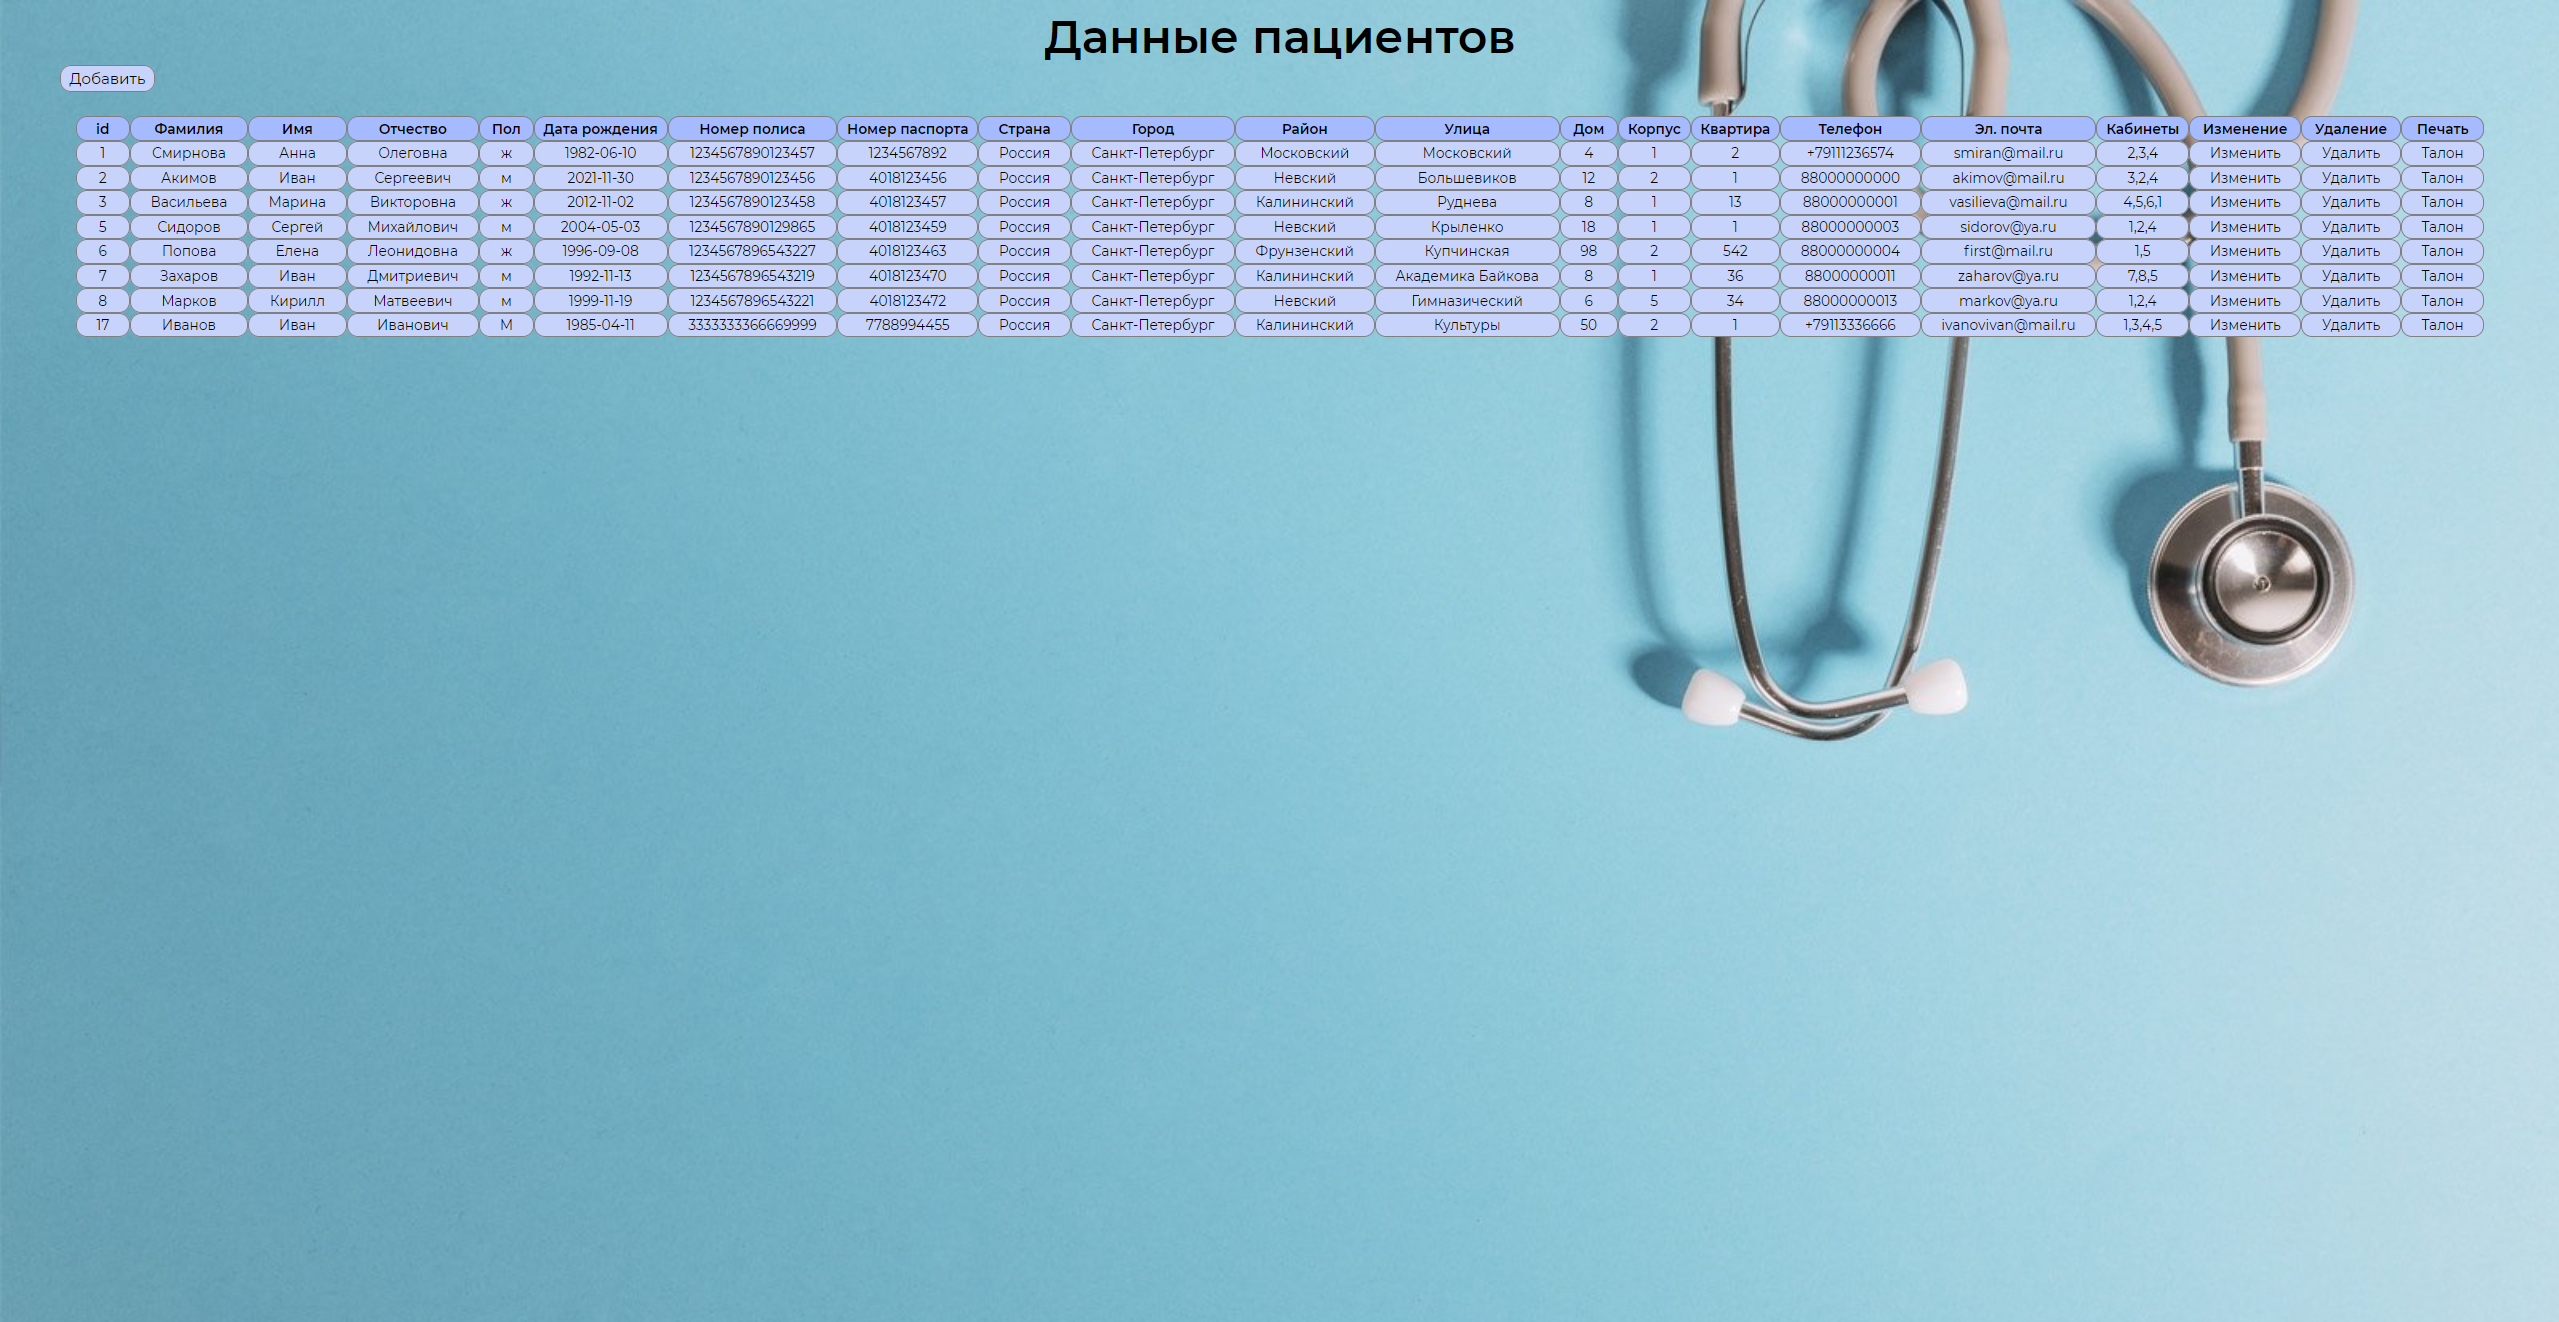 Данные пациентов
Добавить
id Фамилия Имя Отчество Пол Дата рождения Номер полиса Номер паспорта Страна Город Район Улица Дом Корпус Квартира Телефон Эл. почта Кабинеты Изменение Удаление Печать
1 Смирнова Анна Олеговна ж 1982-06-10 1234567890123457 1234567892 Россия Санкт-Петербург Московский Московский 4 1 2 +79111236574 smiran@mail.ru 2,3,4 Изменить Удалить Талон
2 Акимов Иван Сергеевич м 2021-11-30 1234567890123456 4018123456 Россия Санкт-Петербург Невский Большевиков 12 2 1 88000000000 akimov@mail.ru 3,2,4 Изменить Удалить Талон
3 Васильева Марина Викторовна ж 2012-11-02 1234567890123458 4018123457 Россия Санкт-Петербург Калининский Руднева 8 1 13 88000000001 vasilieva@mail.ru 4,5,6,1 Изменить Удалить Талон
5 Сидоров Сергей Михайлович м 2004-05-03 1234567890129865 4018123459 Россия Санкт-Петербург Невский Крыленко 18 1 1 88000000003 sidorov@ya.ru 1,2,4 Изменить Удалить Талон
6 Попова Елена Леонидовна ж 1996-09-08 1234567896543227 4018123463 Россия Санкт-Петербург Фрунзенский Купчинская 98 2 542 88000000004 first@mail.ru 1,5 Изменить Удалить Талон
7 Захаров Иван Дмитриевич м 1992-11-13 1234567896543219 4018123470 Россия Санкт-Петербург Калининский Академика Байкова 8 1 36 88000000011 zaharov@ya.ru 7,8,5 Изменить Удалить Талон
8 Марков Кирилл Матвеевич м 1999-11-19 1234567896543221 4018123472 Россия Санкт-Петербург Невский Гимназический 6 5 34 88000000013 markov@ya.ru 1,2,4 Изменить Удалить Талон
17 Иванов Иван Иванович М 1985-04-11 3333333366669999 7788994455 Россия Санкт-Петербург Калининский Культуры 50 2 1 +79113336666 ivanovivan@mail.ru 1,3,4,5 Изменить Удалить Талон